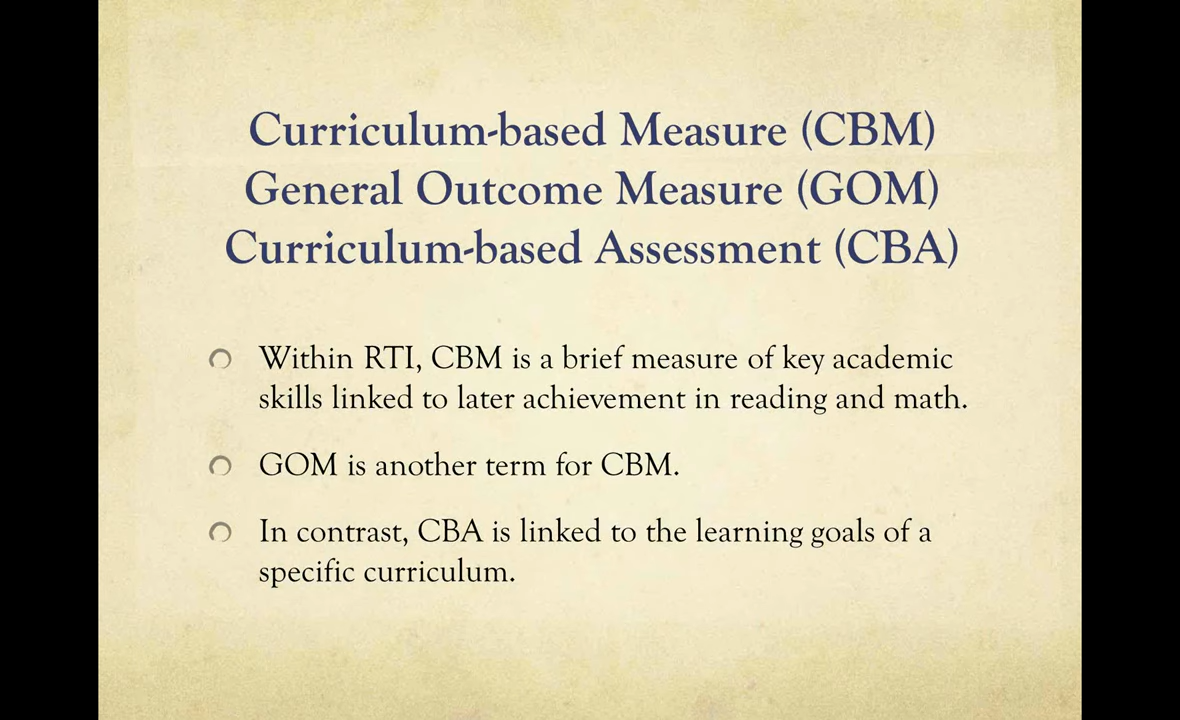 Curriculum-based Measure (CBM)
General Outcome Measure (GOM)
Curriculum-based Assessment (CBA)
Within RTI, CBM is a brief measure of key academic
skills linked to later achievement in reading and math.
GOM is another term for CBM.
In contrast, CBA is linked to the learning goals of a
specific curriculum.